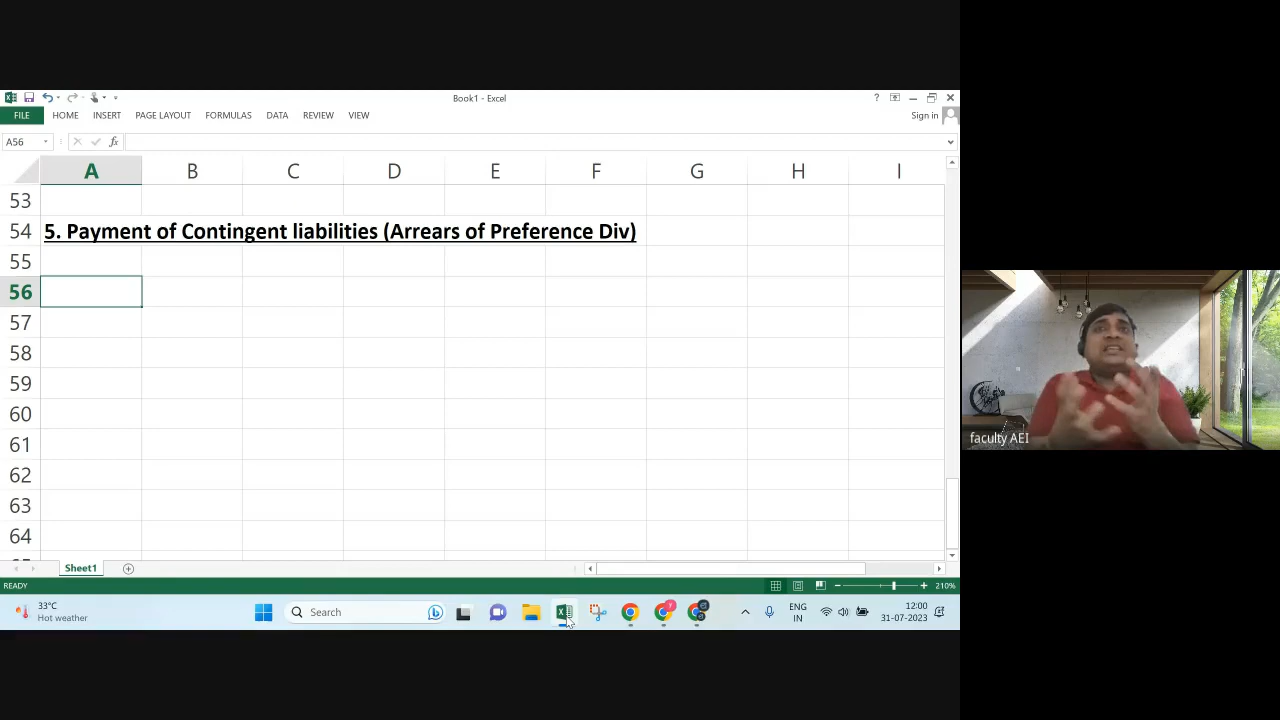 Book1 - Excel
?
FILE HOME INSERT PAGE LAYOUT FORMULAS DATA REVIEW VIEW Sign in
A56 fx
A B C D E F G H I
53
54 5. Payment of Contingent liabilities (Arrears of Preference Div)
55
56
57
58
59
60
61
62
63
64
Sheet1
READY 210%
33°C
Hot weather
Search
ENG
IN
12:00
31-07-2023
faculty AEI